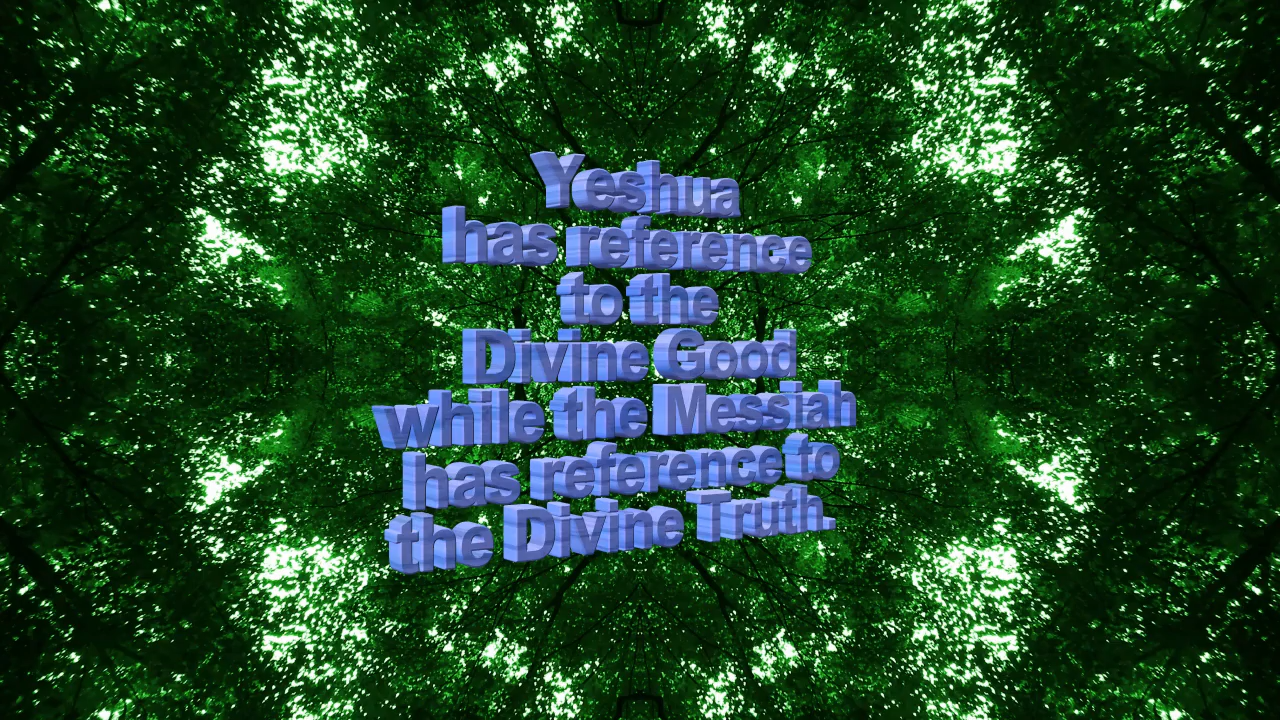 Yeshua
has reference
to the
Divine Good
while the Messiah
has reference to
the Divine Truth.